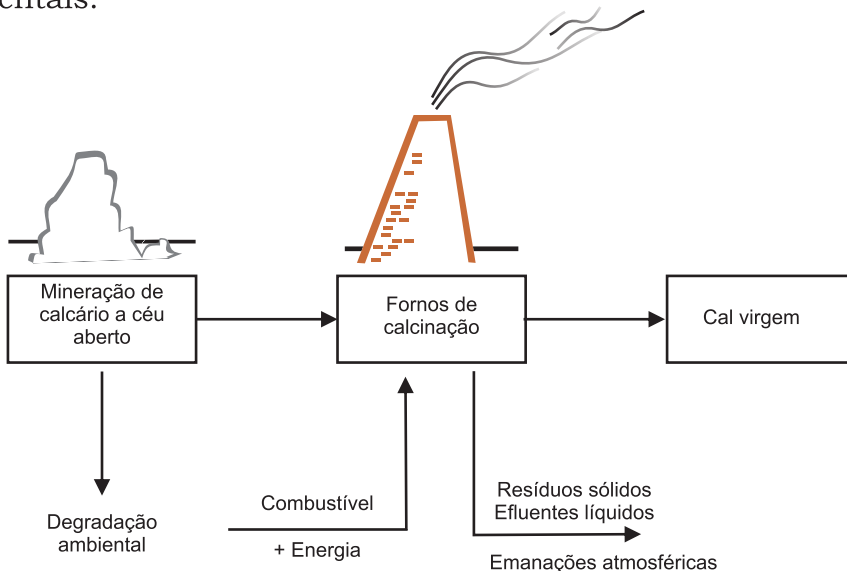 entais.
Mineração de
calcário a céu
aberto
Fornos de
calcinação
Cal virgem
Degradação
ambiental
Combustível
+ Energia
Resíduos sólidos
Efluentes líquidos
Emanações atmosféricas